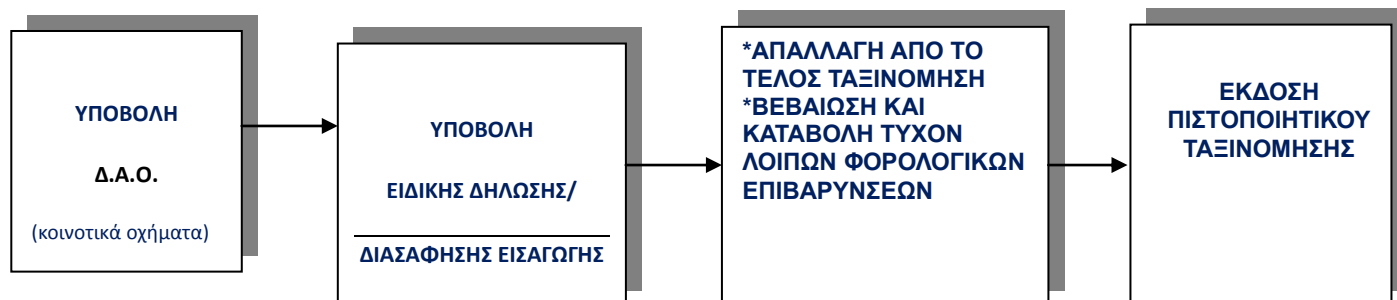 ΥΠΟΒΟΛΗ
Δ.Α.Ο.
(κοινοτικά οχήματα)
ΥΠΟΒΟΛΗ
ΕΙΔΙΚΗΣ ΔΗΛΩΣΗΣ/
ΔΙΑΣΑΦΗΣΗΣ ΕΙΣΑΓΩΓΗΣ
*ΑΠΑΛΛΑΓΗ ΑΠΟ ΤΟ
ΤΕΛΟΣ ΤΑΞΙΝΟΜΗΣΗ
*ΒΕΒΑΙΩΣΗ ΚΑΙ
ΚΑΤΑΒΟΛΗ ΤΥΧΟΝ
ΛΟΙΠΩΝ ΦΟΡΟΛΟΓΙΚΩΝ
ΕΠΙΒΑΡΥΝΣΕΩΝ
ΕΚΔΟΣΗ
ΠΙΣΤΟΠΟΙΗΤΙΚΟΥ
ΤΑΞΙΝΟΜΗΣΗΣ